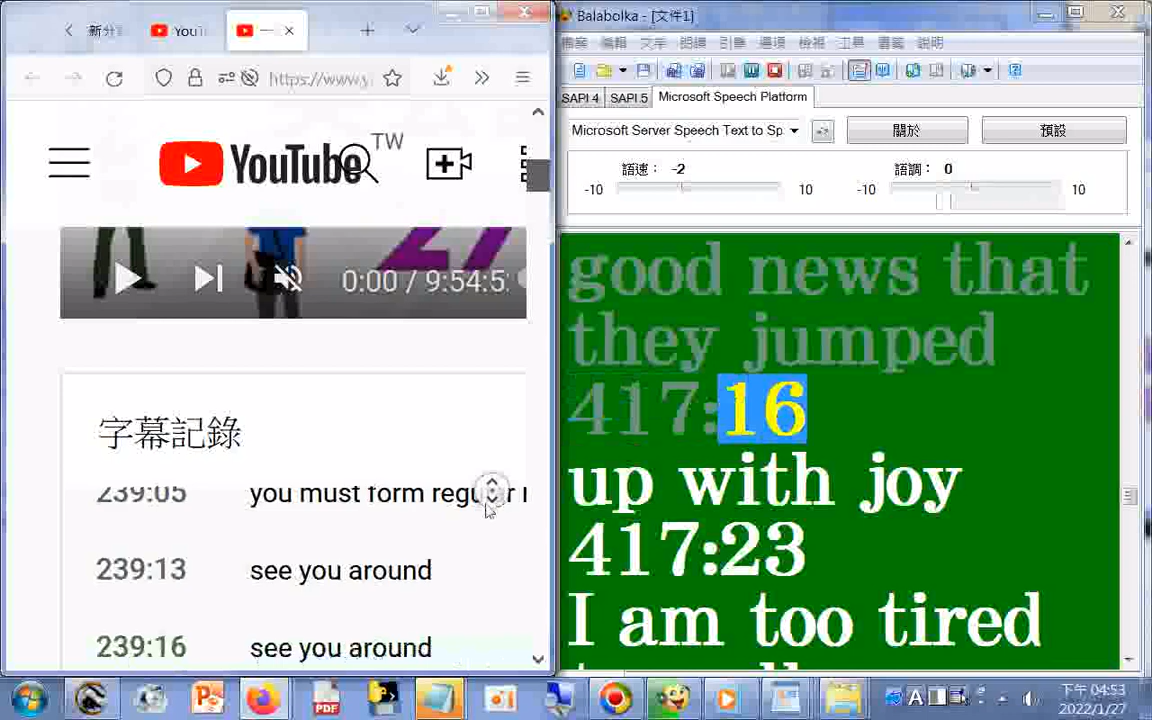 新分
YouT
https://www.y
YouTube
TW
0:00 / 9:54:5
字幕記錄
239:05 you must form regular
239:13 see you around
239:16 see you around
Balabolka - [文件1]
檔案 編輯 文字 朗讀 引擎 選項 檢視 工具 書籤 說明
SAPI 4 SAPI 5 Microsoft Speech Platform
Microsoft Server Speech Text to Sp
關於
預設
語速： -2
-10 10
語調： 0
-10 10
good news that
they jumped
417:16
up with joy
417:23
I am too tired
PDF
A
下午 04:53
2022/1/27